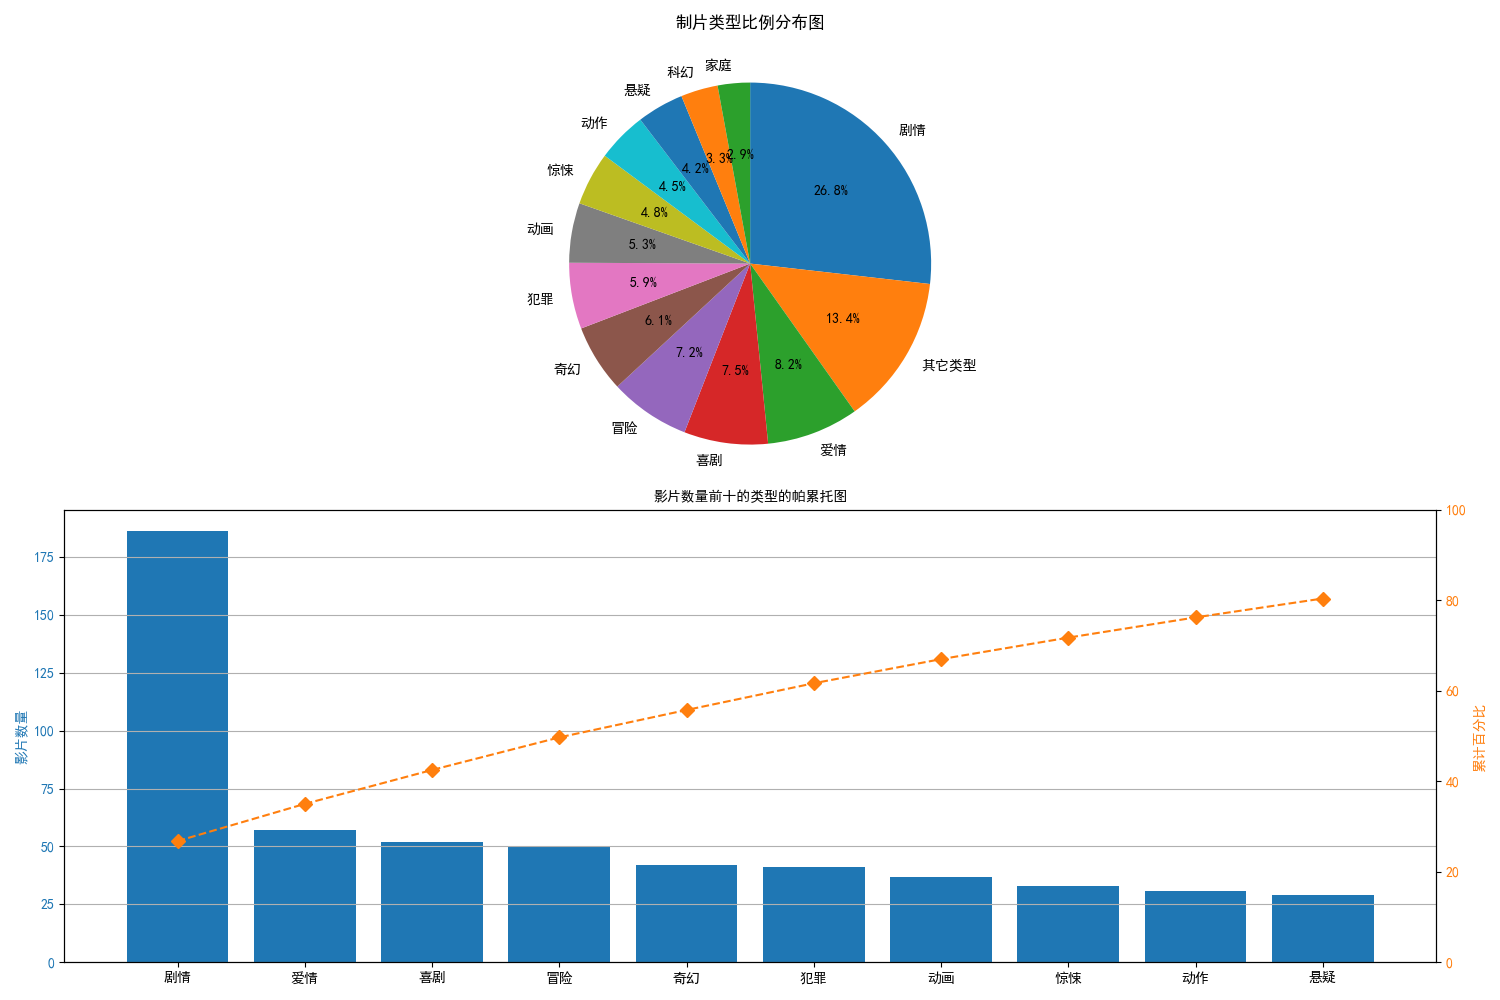 制片类型比例分布图
家庭
科幻
悬疑
动作
惊悚
动画
犯罪
奇幻
冒险
喜剧
爱情
其它类型
剧情
26.8%
13.4%
8.2%
7.5%
7.2%
6.1%
5.9%
5.3%
4.8%
4.5%
4.2%
3.3%
2.9%
影片数量前十的类型的帕累托图
影片数量
175
150
125
100
75
50
25
0
100
80
60
40
20
0
累计百分比
剧情 爱情 喜剧 冒险 奇幻 犯罪 动画 惊悚 动作 悬疑